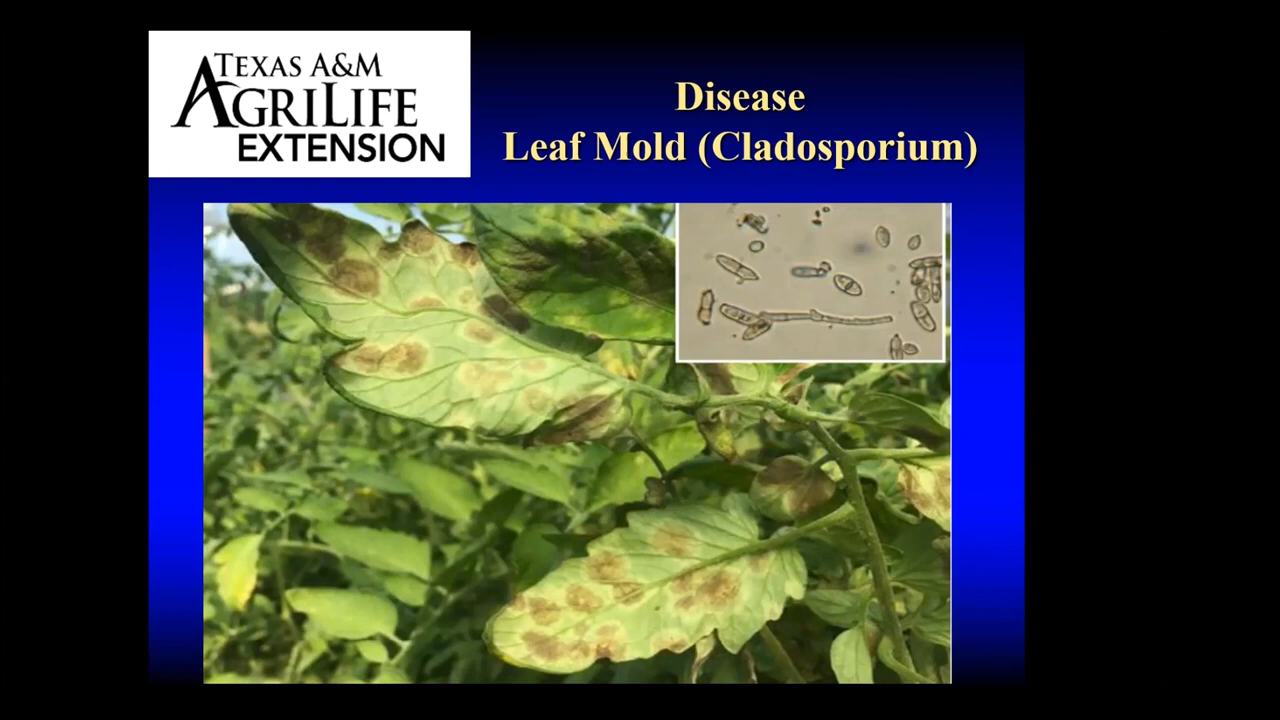 TEXAS A&M
AGRILIFE
EXTENSION
Disease
Leaf Mold (Cladosporium)